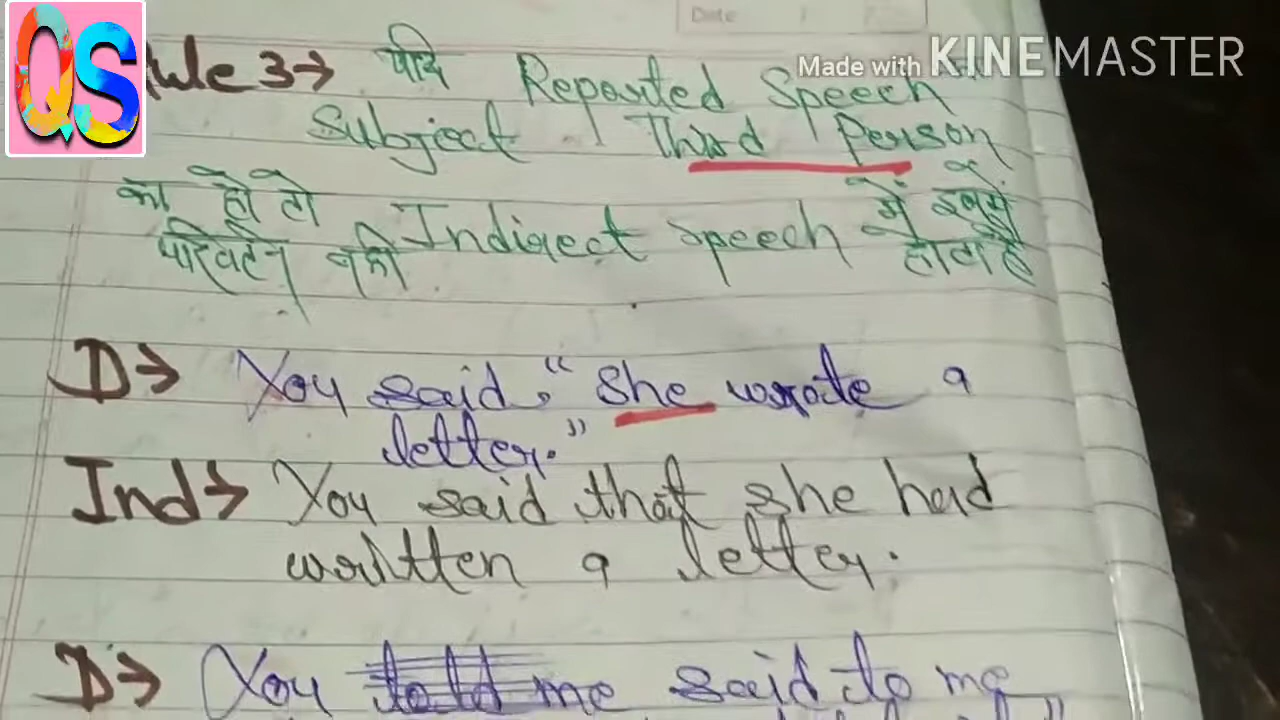 QS
Date
Made with KINEMASTER
Rule 3→ यदि Reported Speech
Subject Third Person
का हो तो Indirect speech में इसमें
परिवर्तन नही होता है
D→ You said, "She wrote a
letter."
Ind→ You said that she had
written a letter.
D→ You told me said to me